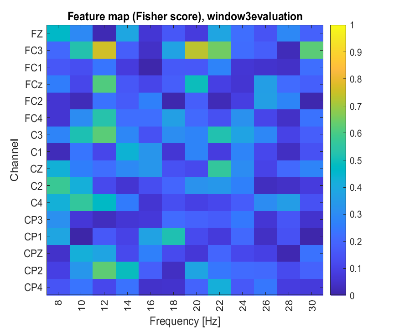 Feature map (Fisher score), window3evaluation
Channel
FZ
FC3
FC1
FCz
FC2
FC4
C3
C1
CZ
C2
C4
CP3
CP1
CPZ
CP2
CP4
8 10 12 14 16 18 20 22 24 26 28 30
Frequency [Hz]
1
0.9
0.8
0.7
0.6
0.5
0.4
0.3
0.2
0.1
0